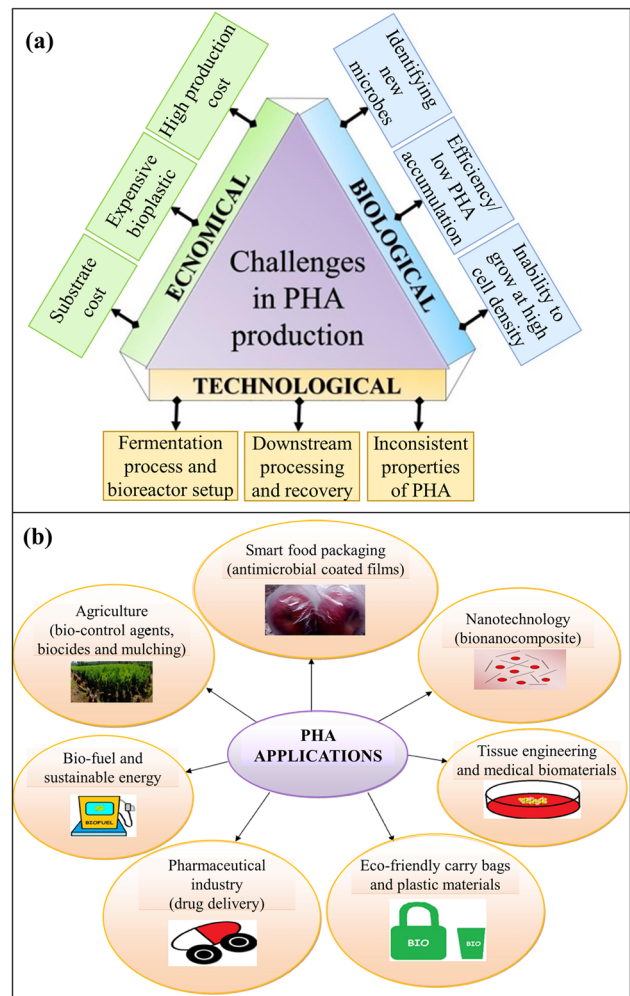 (a)
High production
cost
Expensive
bioplastic
Substrate
cost
ECNOMICAL
Identifying
new
microbes
Efficiency/
low PHA
accumulation
Inability to
grow at high
cell density
BIOLOGICAL
Challenges
in PHA
production
TECHNOLOGICAL
Fermentation
process and
bioreactor setup
Downstream
processing
and recovery
Inconsistent
properties
of PHA
(b)
Smart food packaging
(antimicrobial coated films)
Agriculture
(bio-control agents,
biocides and mulching)
Nanotechnology
(bionanocomposite)
PHA
APPLICATIONS
Bio-fuel and
sustainable energy
BIOFUEL
Tissue engineering
and medical biomaterials
Pharmaceutical
industry
(drug delivery)
Eco-friendly carry bags
and plastic materials
BIO
BIO